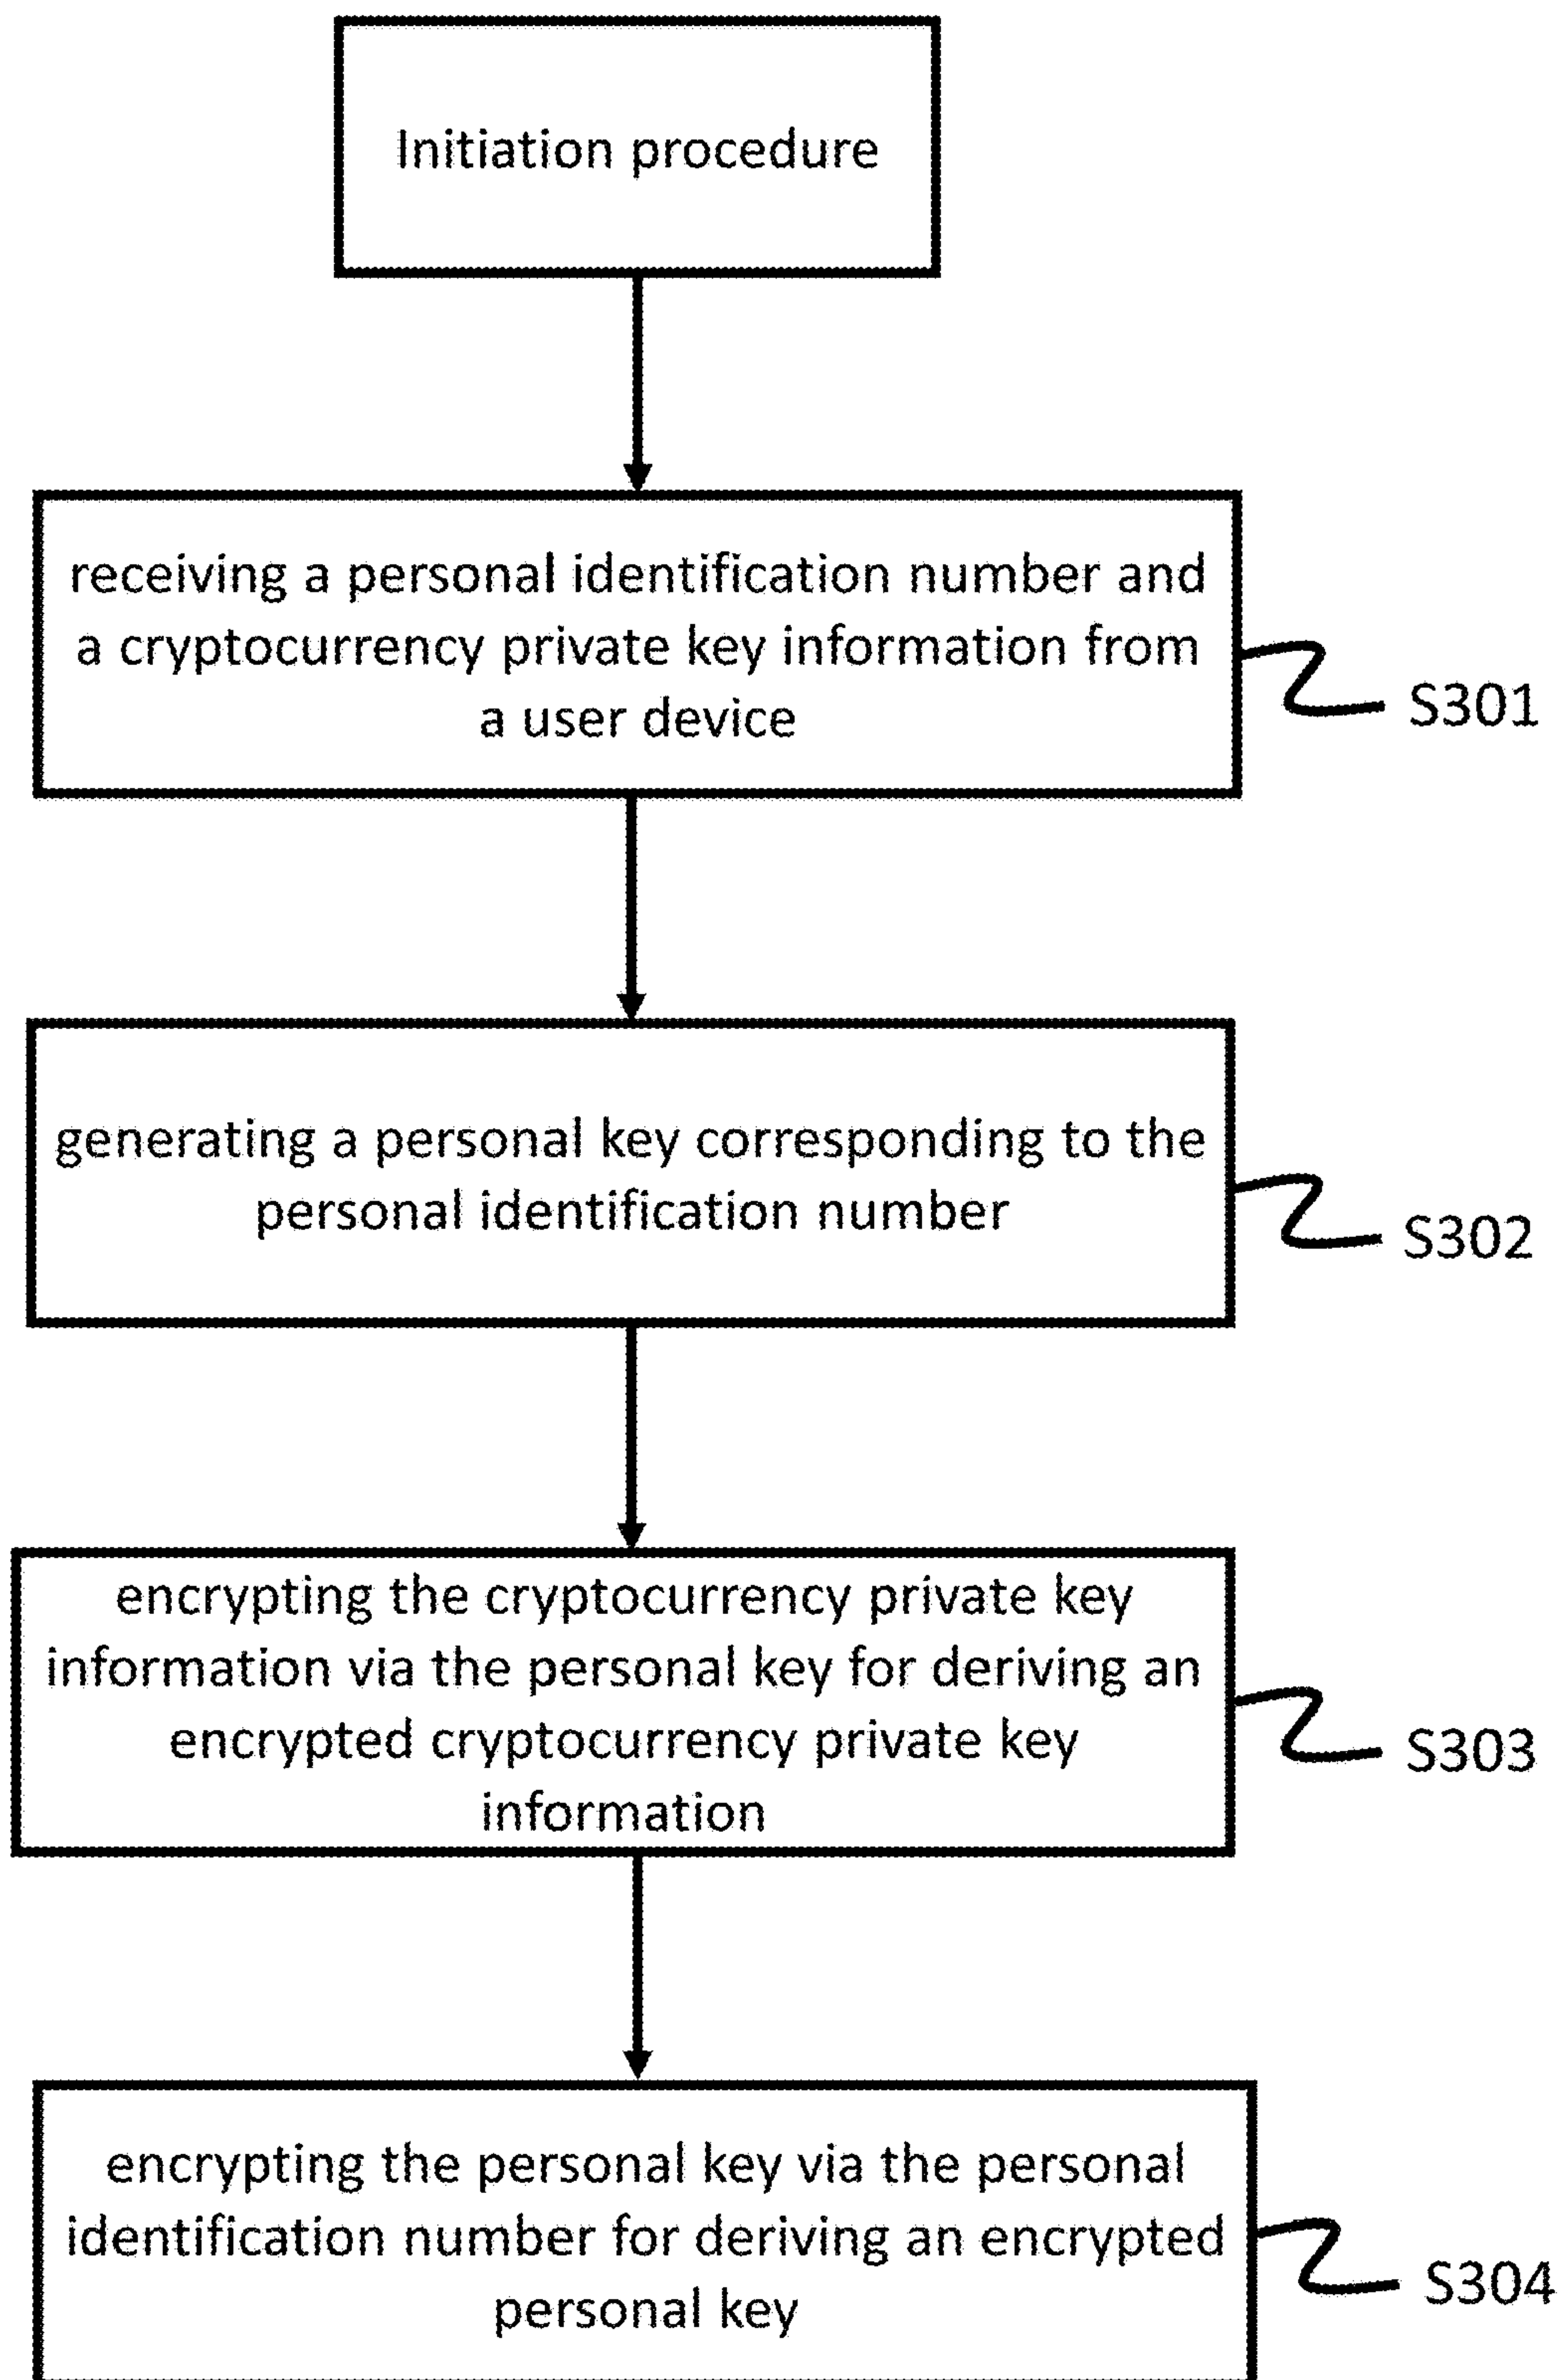 Initiation procedure
receiving a personal identification number and
a cryptocurrency private key information from
a user device
S301
generating a personal key corresponding to the
personal identification number
S302
encrypting the cryptocurrency private key
information via the personal key for deriving an
encrypted cryptocurrency private key
information
S303
encrypting the personal key via the personal
identification number for deriving an encrypted
personal key
S304